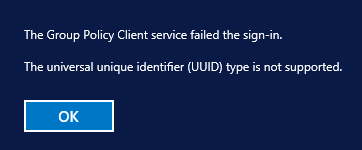 The Group Policy Client service failed the sign-in.
The universal unique identifier (UUID) type is not supported.
OK